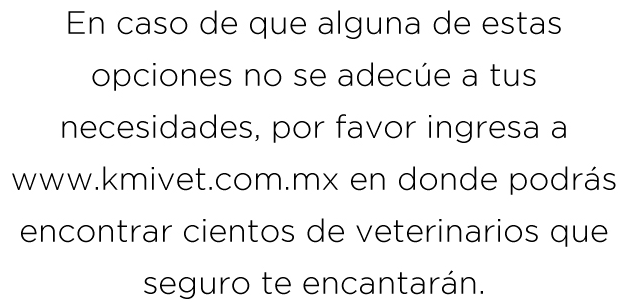 En caso de que alguna de estas
opciones no se adecúe a tus
necesidades, por favor ingresa a
www.kmivet.com.mx en donde podrás
encontrar cientos de veterinarios que
seguro te encantarán.